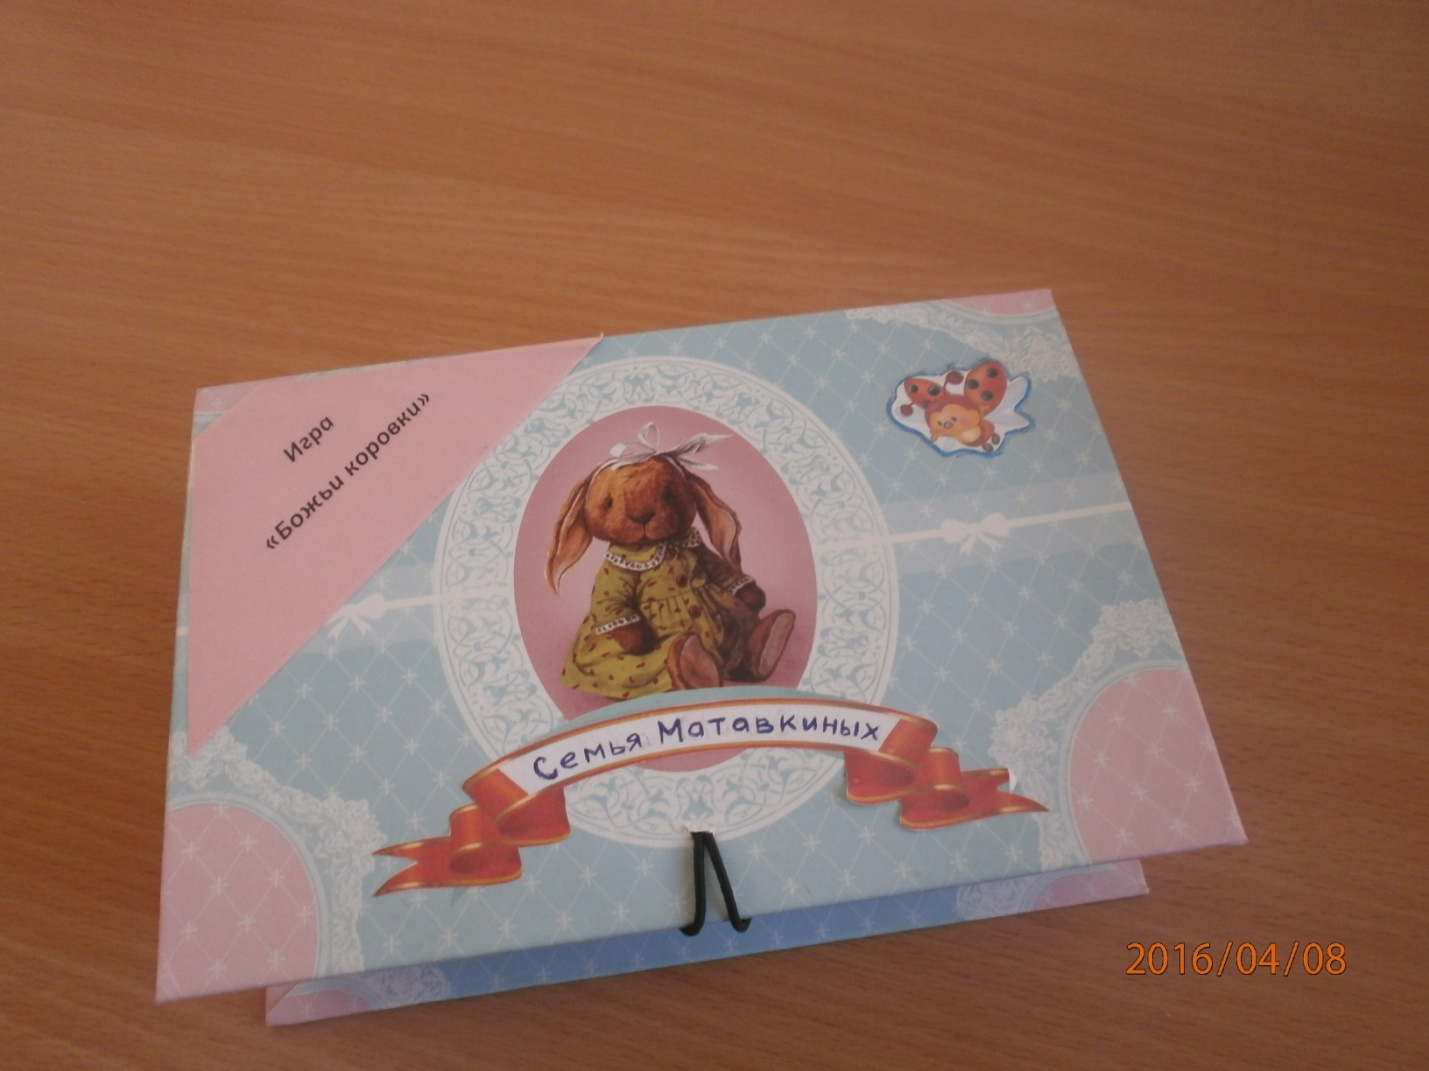 Игра
«Божьи коровки»
Семья Матавкиных
2016/04/08